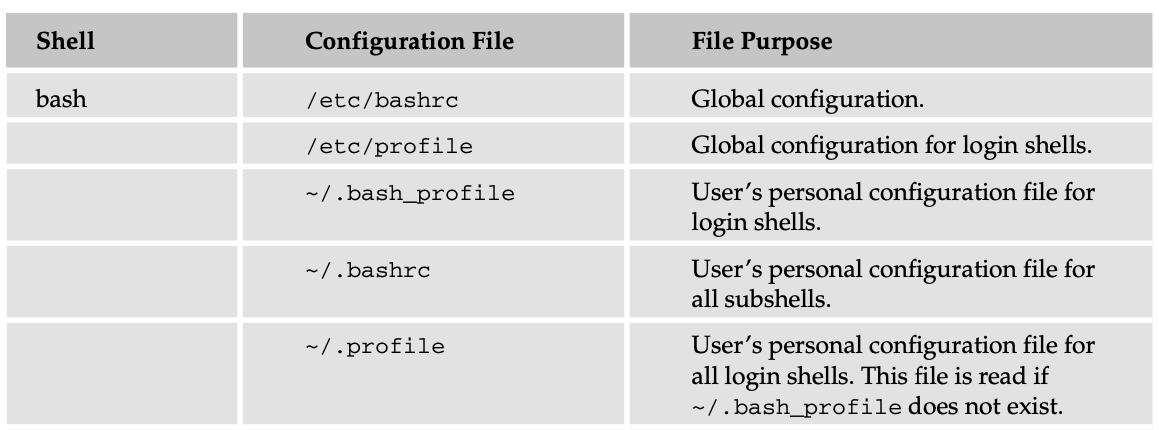 Shell Configuration File File Purpose
bash /etc/bashrc Global configuration.
/etc/profile Global configuration for login shells.
~/.bash_profile User’s personal configuration file for
login shells.
~/.bashrc User’s personal configuration file for
all subshells.
~/.profile User’s personal configuration file for
all login shells. This file is read if
~/.bash_profile does not exist.